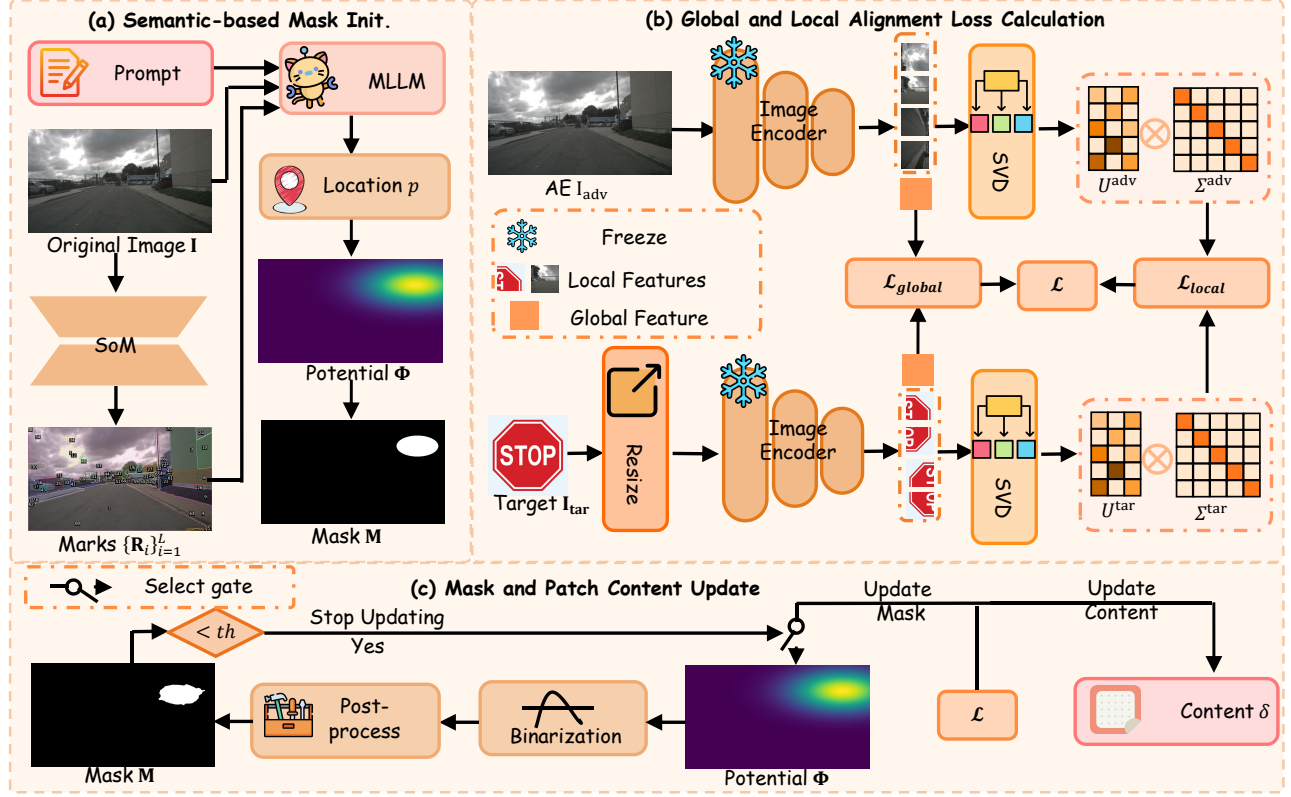 (a) Semantic-based Mask Init.
Prompt
MLLM
Original Image I
Location p
SoM
Potential Φ
Marks {R_i}_{i=1}^L
Mask M
(b) Global and Local Alignment Loss Calculation
AE I_adv
Image
Encoder
SVD
U^adv
Σ^adv
Freeze
Local Features
Global Feature
ℒ_global
ℒ
ℒ_local
STOP
Target I_tar
Resize
Image
Encoder
SVD
U^tar
Σ^tar
(c) Mask and Patch Content Update
Select gate
< th
Stop Updating
Yes
Update
Mask
Update
Content
Mask M
Post-
process
Binarization
Potential Φ
ℒ
Content δ